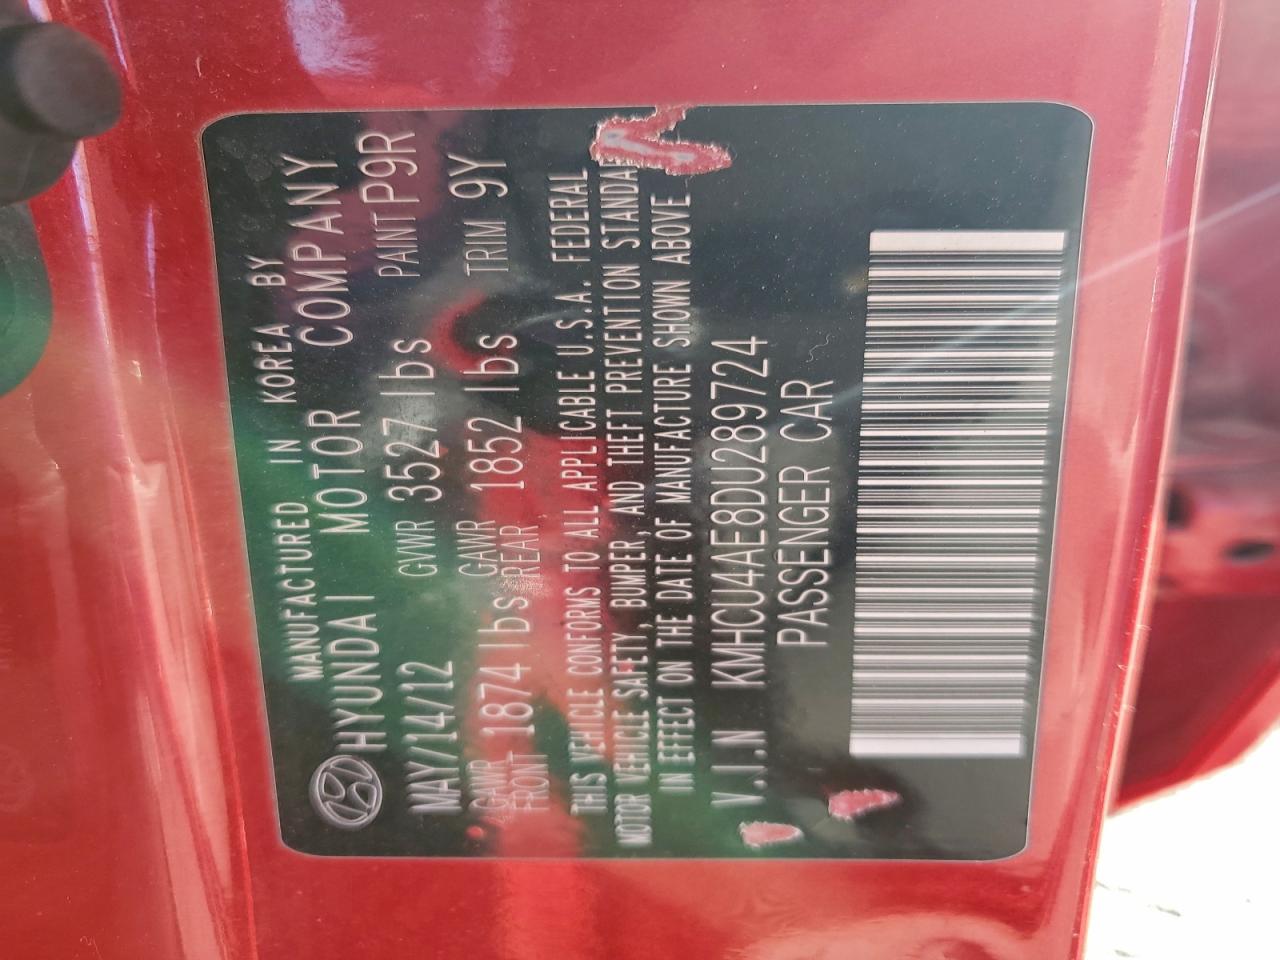 MANUFACTURED IN KOREA BY
HYUNDAI MOTOR COMPANY
MAY/14/12 GVWR 3527 lbs PAINT P9R
GAWR FRONT 1874 lbs GAWR REAR 1852 lbs TRIM 9Y
THIS VEHICLE CONFORMS TO ALL APPLICABLE U.S.A. FEDERAL
MOTOR VEHICLE SAFETY, BUMPER, AND THEFT PREVENTION STANDAR
IN EFFECT ON THE DATE OF MANUFACTURE SHOWN ABOVE
V.I.N KMHCU4AE8DU289724
PASSENGER CAR